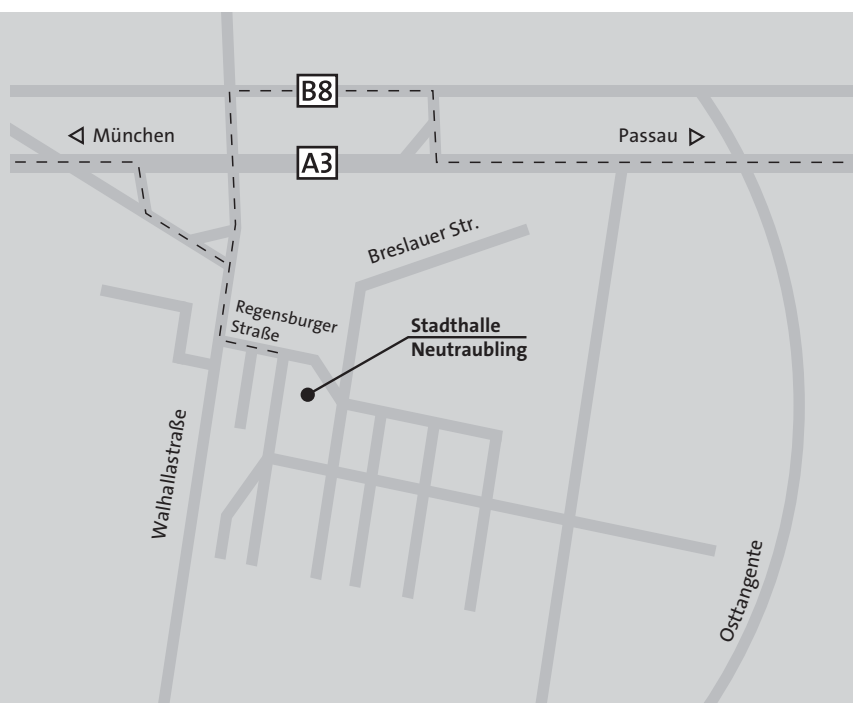 B8
München
Passau
A3
Breslauer Str.
Regensburger
Straße
Stadthalle
Neutraubling
Walhallastraße
Osttangente